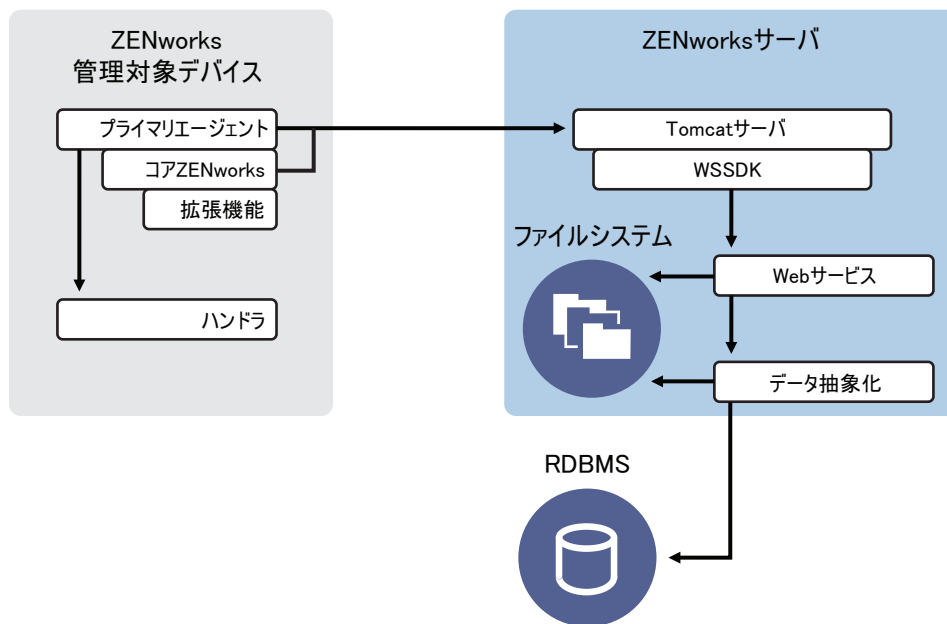 ZENworks
管理対象デバイス
プライマリエージェント
コアZENworks
拡張機能
ハンドラ
ZENworksサーバ
Tomcatサーバ
WSSDK
ファイルシステム
Webサービス
データ抽象化
RDBMS